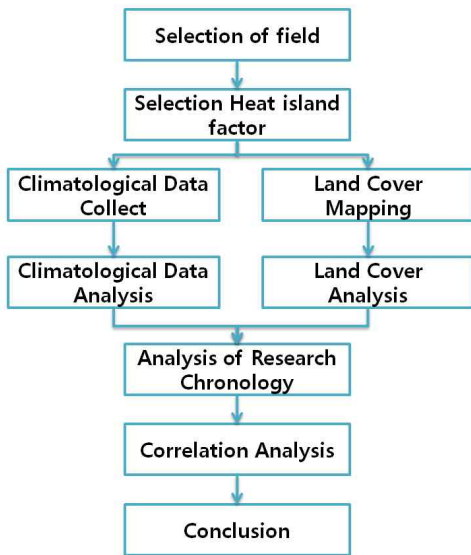 Selection of field
Selection Heat island
factor
Climatological Data
Collect
Land Cover
Mapping
Climatological Data
Analysis
Land Cover
Analysis
Analysis of Research
Chronology
Correlation Analysis
Conclusion